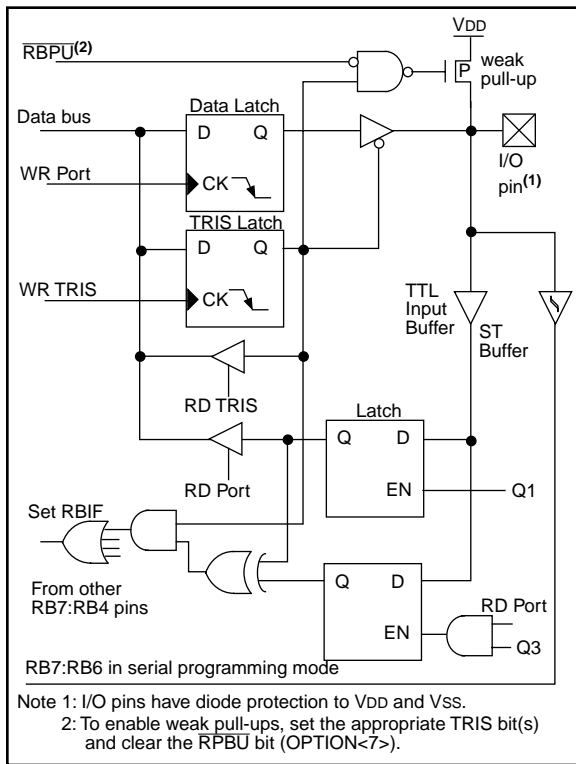 VDD
RBPU(2)
weak
pull-up
P
Data bus
Data Latch
D Q
WR Port
CK
I/O
pin(1)
TRIS Latch
D Q
WR TRIS
CK
TTL
Input
Buffer
ST
Buffer
RD TRIS
Latch
Q D
RD Port
EN
Q1
Set RBIF
From other
RB7:RB4 pins
Q D
RD Port
EN
Q3
RB7:RB6 in serial programming mode
Note 1: I/O pins have diode protection to VDD and VSS.
2: To enable weak pull-ups, set the appropriate TRIS bit(s)
and clear the RPBU bit (OPTION<7>).